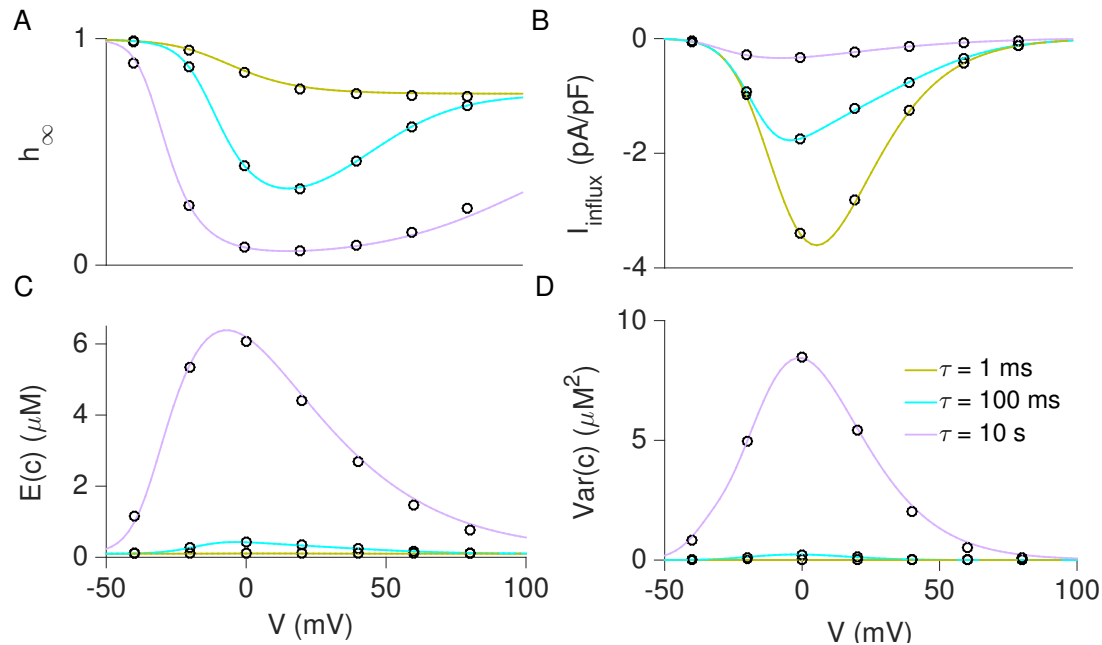 A
1
0
h∞
B
0
-2
-4
I_influx (pA/pF)
C
6
4
2
0
E(c) (μM)
-50
0
50
100
V (mV)
D
10
5
0
Var(c) (μM²)
τ = 1 ms
τ = 100 ms
τ = 10 s
-50
0
50
100
V (mV)